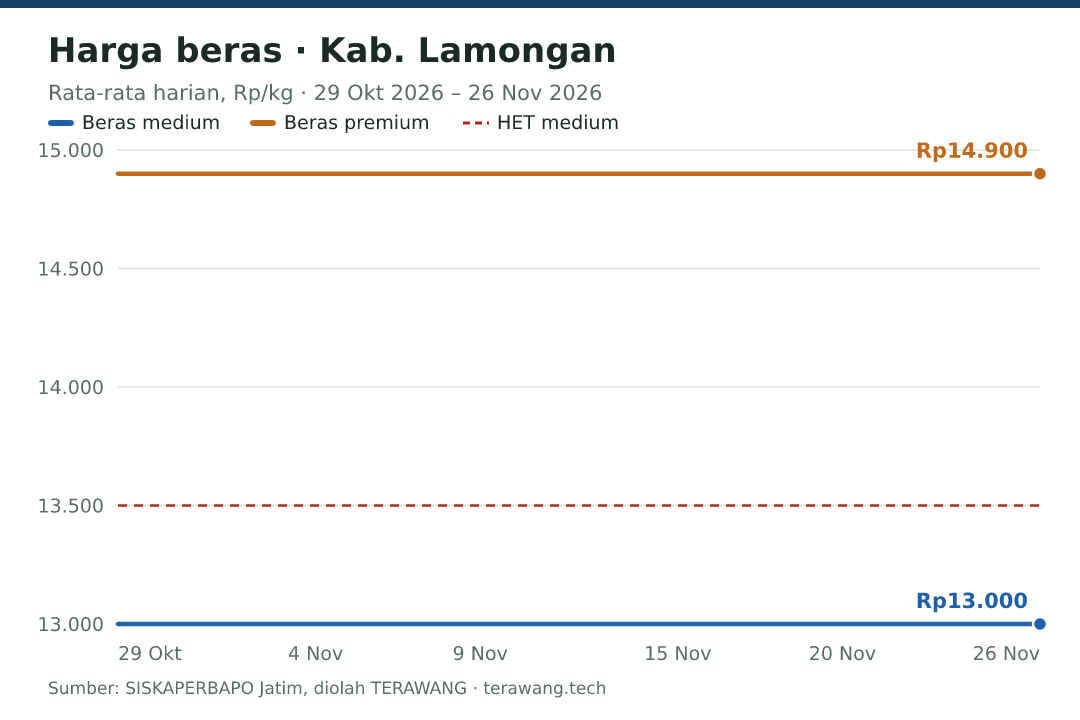 Harga beras · Kab. Lamongan
Rata-rata harian, Rp/kg · 29 Okt 2026 – 26 Nov 2026
Beras medium Beras premium HET medium
15.000
Rp14.900
14.500
14.000
13.500
Rp13.000
13.000
29 Okt 4 Nov 9 Nov 15 Nov 20 Nov 26 Nov
Sumber: SISKAPERBAPO Jatim, diolah TERAWANG · terawang.tech